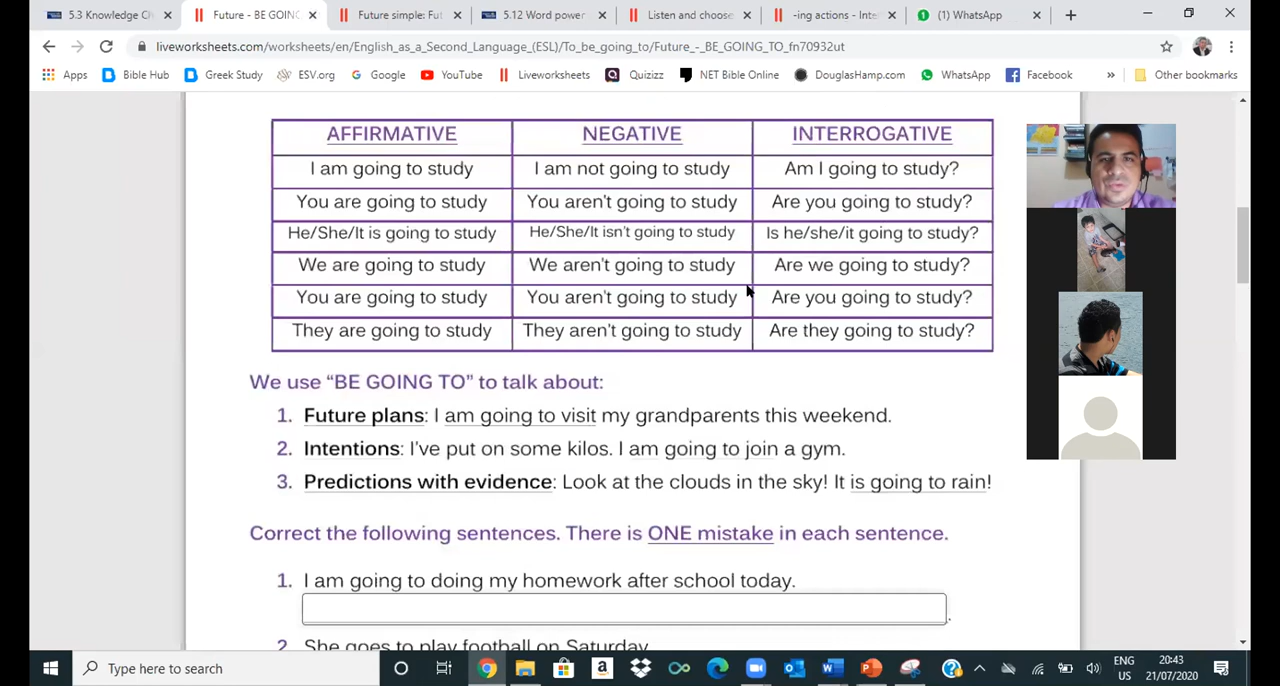 5.3 Knowledge Ch
Future - BE GOIN
Future simple: Fut
5.12 Word power
Listen and choose
-ing actions - Inte
(1) WhatsApp
liveworksheets.com/worksheets/en/English_as_a_Second_Language_(ESL)/To_be_going_to/Future_-_BE_GOING_TO_fn70932ut
Apps Bible Hub Greek Study ESV.org Google YouTube Liveworksheets Quizizz NET Bible Online DouglasHamp.com WhatsApp Facebook » Other bookmarks
AFFIRMATIVE NEGATIVE INTERROGATIVE
I am going to study I am not going to study Am I going to study?
You are going to study You aren't going to study Are you going to study?
He/She/It is going to study He/She/It isn't going to study Is he/she/it going to study?
We are going to study We aren't going to study Are we going to study?
You are going to study You aren't going to study Are you going to study?
They are going to study They aren't going to study Are they going to study?
We use “BE GOING TO” to talk about:
1. Future plans: I am going to visit my grandparents this weekend.
2. Intentions: I've put on some kilos. I am going to join a gym.
3. Predictions with evidence: Look at the clouds in the sky! It is going to rain!
Correct the following sentences. There is ONE mistake in each sentence.
1. I am going to doing my homework after school today.
.
2. She goes to play football on Saturday
Type here to search
ENG
US
20:43
21/07/2020